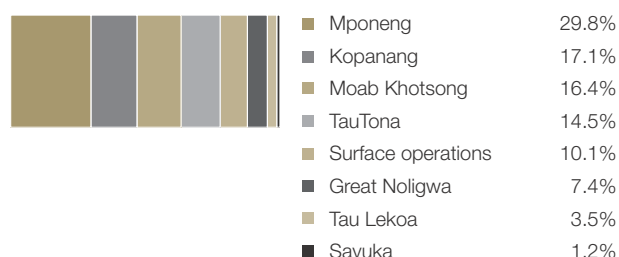 Mponeng 29.8%
Kopanang 17.1%
Moab Khotsong 16.4%
TauTona 14.5%
Surface operations 10.1%
Great Noligwa 7.4%
Tau Lekoa 3.5%
Savuka 1.2%